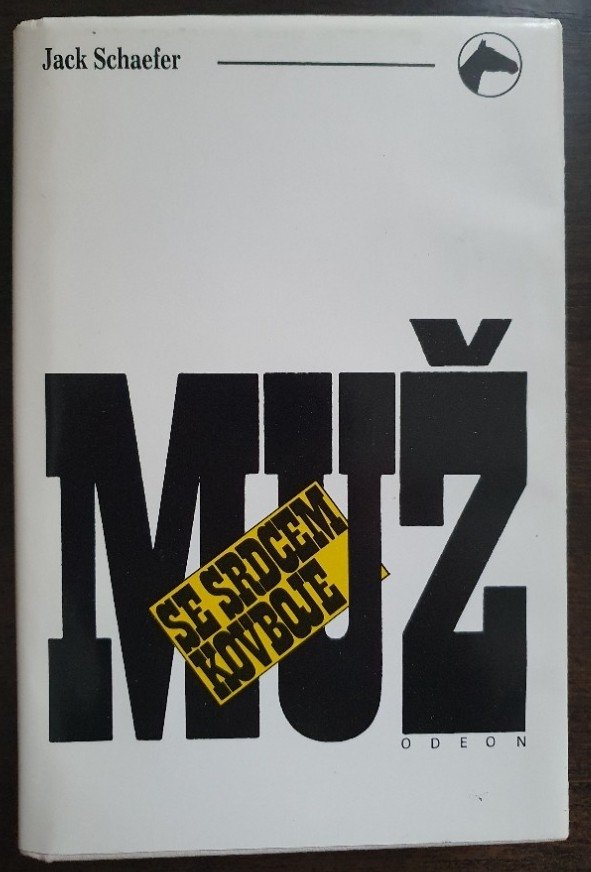 Jack Schaefer
MUŽ
SE SRDCEM
KOVBOJE
ODEON